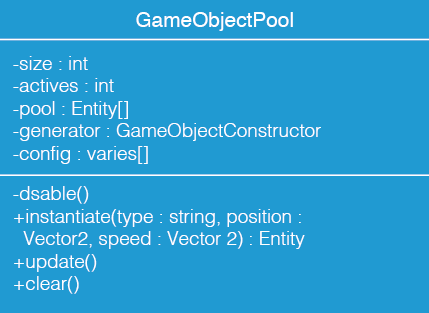 GameObjectPool
-size : int
-actives : int
-pool : Entity[]
-generator : GameObjectConstructor
-config : varies[]
-dsable()
+instantiate(type : string, position :
Vector2, speed : Vector 2) : Entity
+update()
+clear()